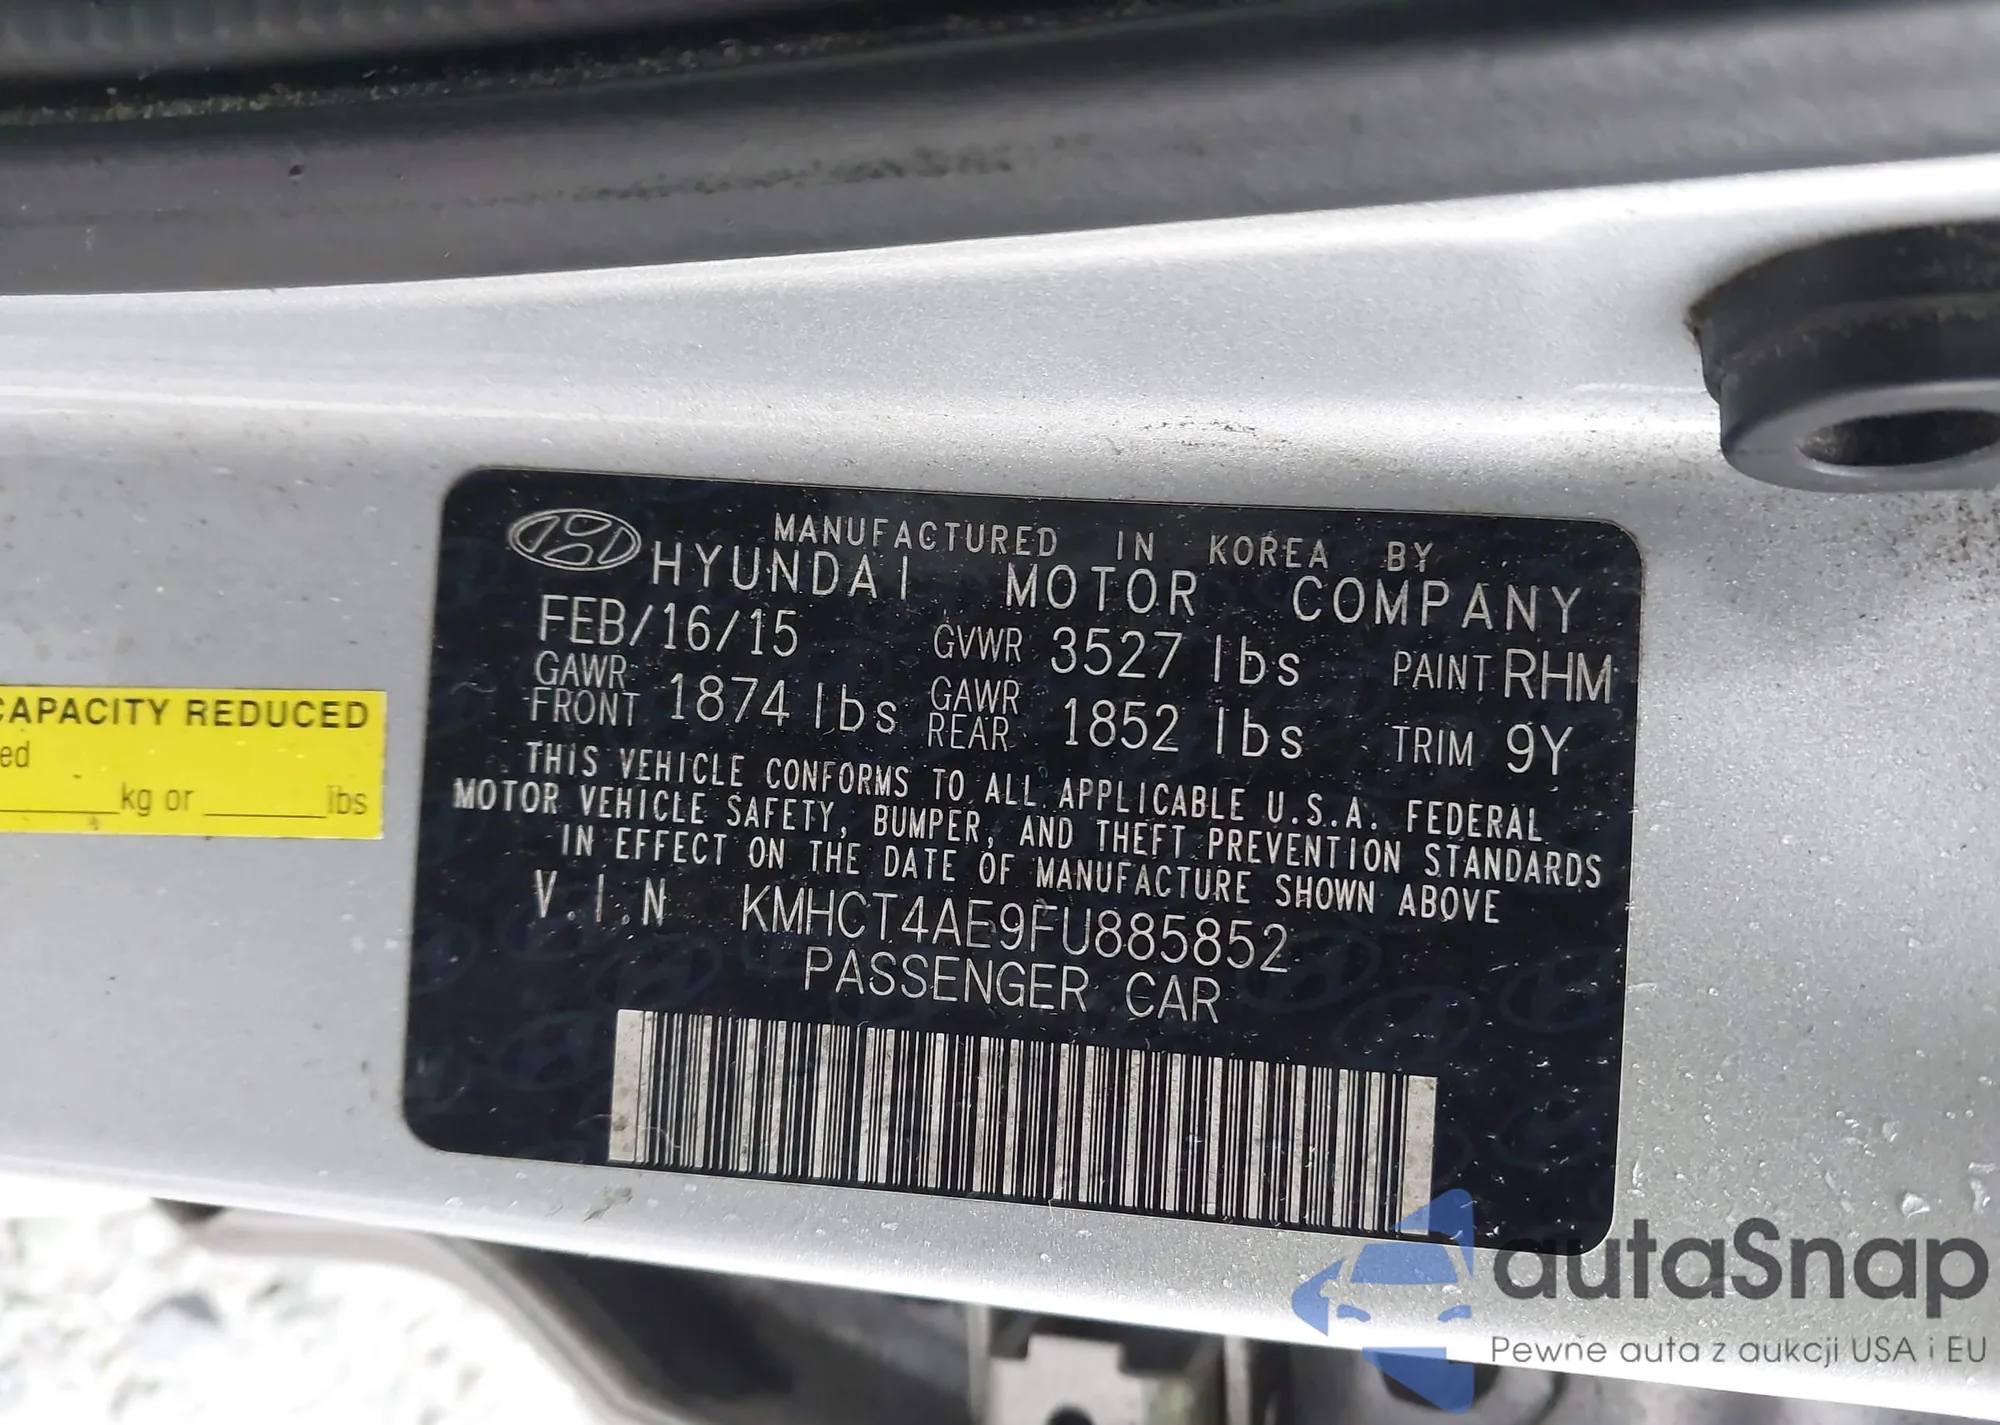 MANUFACTURED IN KOREA BY
HYUNDAI MOTOR COMPANY
FEB/16/15 GVWR 3527 lbs PAINT RHM
GAWR FRONT 1874 lbs GAWR REAR 1852 lbs TRIM 9Y
THIS VEHICLE CONFORMS TO ALL APPLICABLE U.S.A. FEDERAL
MOTOR VEHICLE SAFETY, BUMPER, AND THEFT PREVENTION STANDARDS
IN EFFECT ON THE DATE OF MANUFACTURE SHOWN ABOVE
V.I.N KMHCT4AE9FU885852
PASSENGER CAR
CAPACITY REDUCED
ed
kg or lbs
autaSnap
Pewne auta z aukcji USA i EU